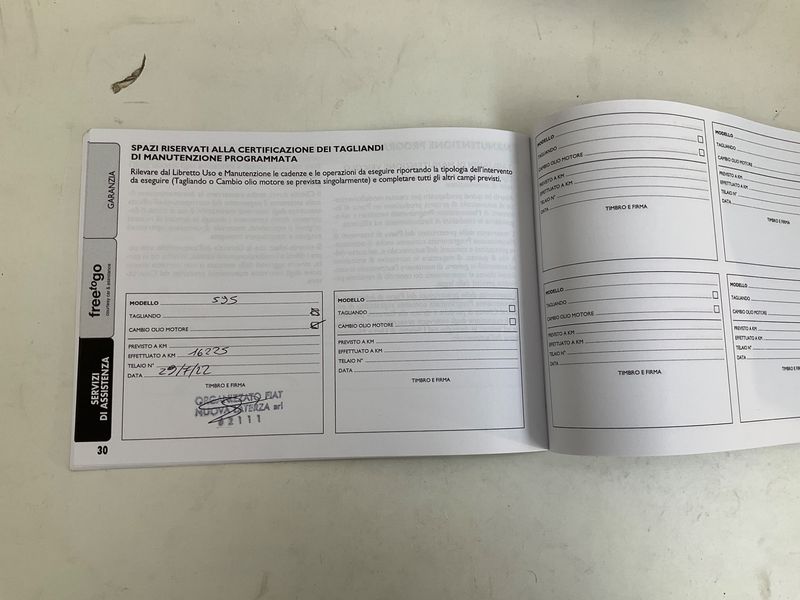 SPAZI RISERVATI ALLA CERTIFICAZIONE DEI TAGLIANDI
DI MANUTENZIONE PROGRAMMATA
Rilevare dal Libretto Uso e Manutenzione le cadenze e le operazioni da eseguire riportando la tipologia dell'intervento
da eseguire (Tagliando o Cambio olio motore se prevista singolarmente) e completare tutti gli altri campi previsti.
GARANZIA
freetogo
courtesy car & assistance
SERVIZI
DI ASSISTENZA
30
MODELLO 595
TAGLIANDO
CAMBIO OLIO MOTORE
PREVISTO A KM
EFFETTUATO A KM 16225
TELAIO N°
DATA 29/7/22
TIMBRO E FIRMA
ORGANIZZATO FIAT
NUOVA srl
02111
MODELLO
TAGLIANDO
CAMBIO OLIO MOTORE
PREVISTO A KM
EFFETTUATO A KM
TELAIO N°
DATA
TIMBRO E FIRMA
MODELLO
TAGLIANDO
CAMBIO OLIO MOTORE
PREVISTO A KM
EFFETTUATO A KM
TELAIO N°
DATA
TIMBRO E FIRMA
MODELLO
TAGLIANDO
CAMBIO OLIO MOTORE
PREVISTO A KM
EFFETTUATO A KM
TELAIO N°
DATA
TIMBRO E FIRMA
MODELLO
TAGLIANDO
CAMBIO OLIO MOTORE
PREVISTO A KM
EFFETTUATO A KM
TELAIO N°
DATA
TIMBRO E FIRMA
MODELLO
TAGLIANDO
CAMBIO OLIO MOTORE
PREVISTO A KM
EFFETTUATO A KM
TELAIO N°
DATA
TIMBRO E FIRMA